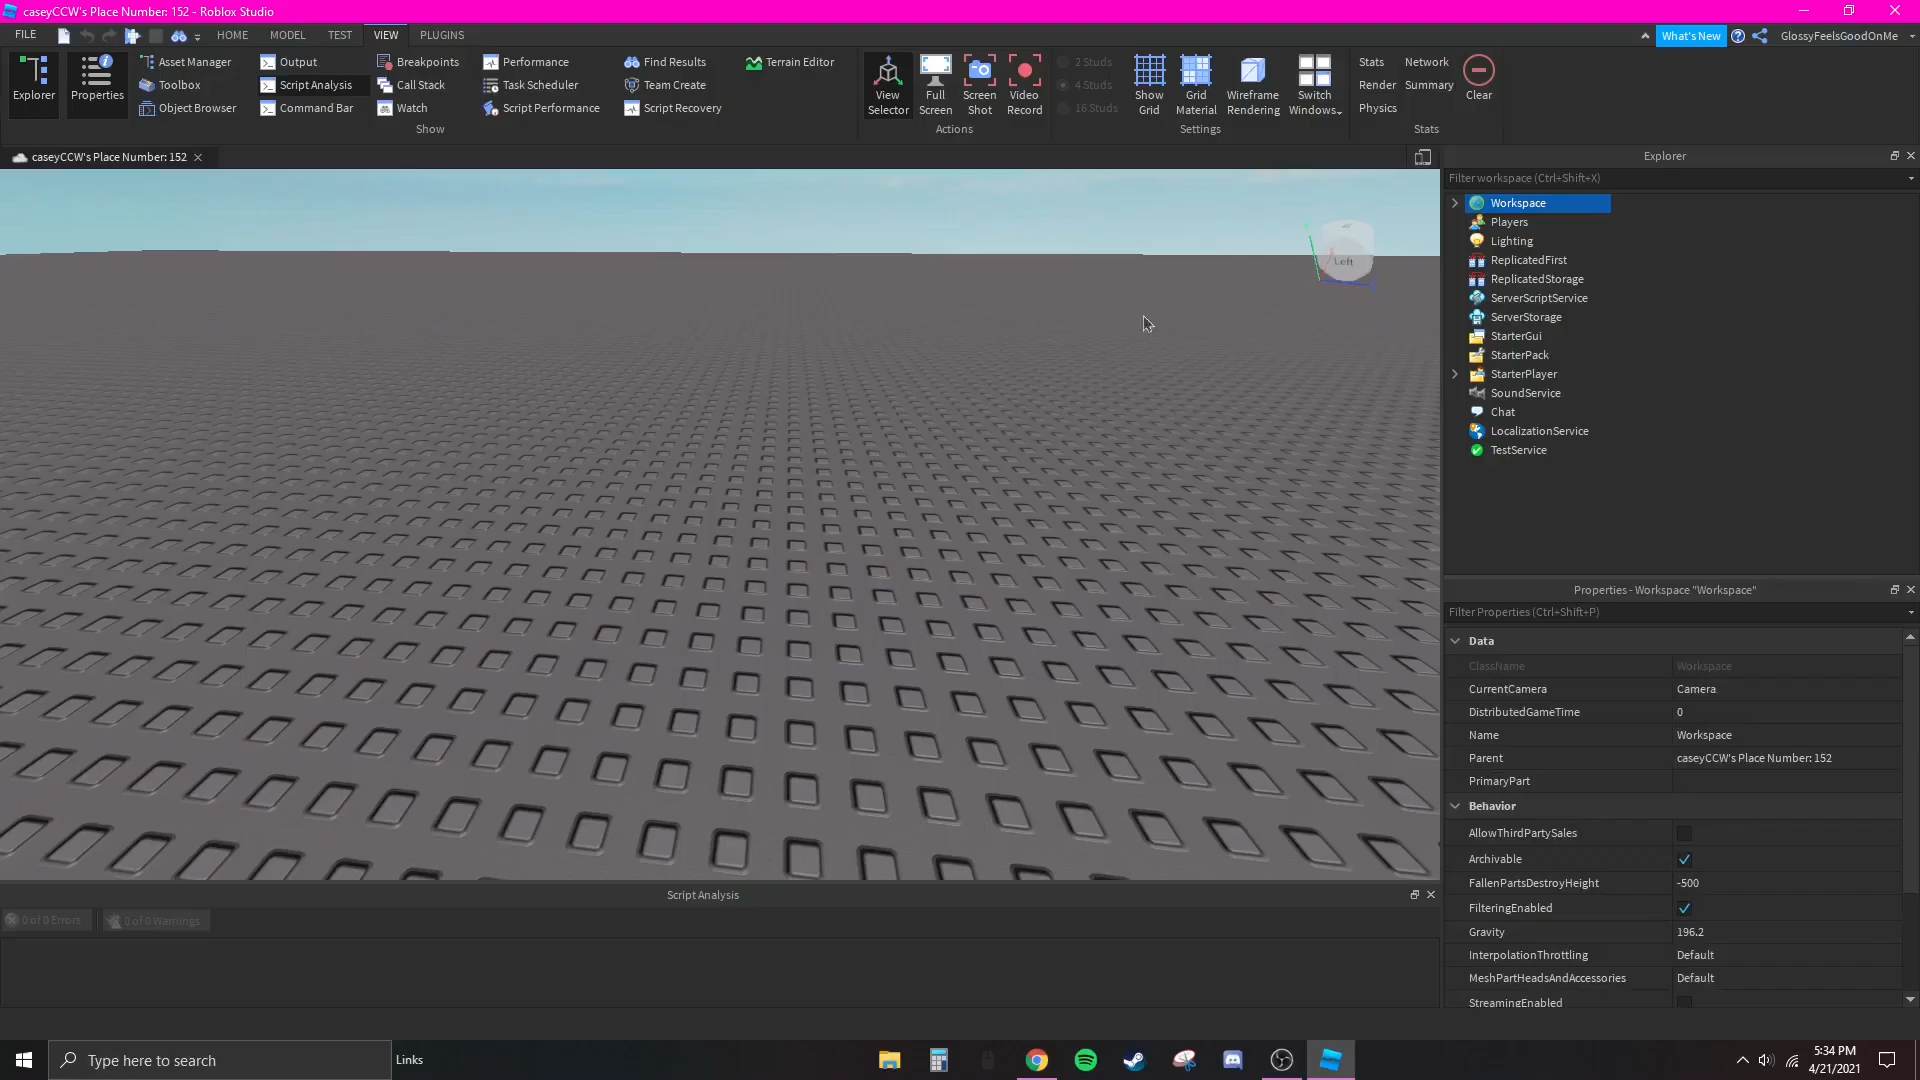 caseyCCW's Place Number: 152 - Roblox Studio
FILE HOME MODEL TEST VIEW PLUGINS What's New GlossyFeelsGoodOnMe
Explorer
Properties
Asset Manager
Toolbox
Object Browser
Output
Script Analysis
Command Bar
Breakpoints
Call Stack
Watch
Performance
Task Scheduler
Script Performance
Find Results
Team Create
Script Recovery
Terrain Editor
Show
View
Selector
Full
Screen
Screen
Shot
Video
Record
Actions
2 Studs
4 Studs
16 Studs
Show
Grid
Grid
Material
Wireframe
Rendering
Switch
Windows
Settings
Stats
Render
Physics
Network
Summary
Clear
Stats
caseyCCW's Place Number: 152
Left
Explorer
Filter workspace (Ctrl+Shift+X)
Workspace
Players
Lighting
ReplicatedFirst
ReplicatedStorage
ServerScriptService
ServerStorage
StarterGui
StarterPack
StarterPlayer
SoundService
Chat
LocalizationService
TestService
Properties - Workspace "Workspace"
Filter Properties (Ctrl+Shift+P)
Data
ClassName Workspace
CurrentCamera Camera
DistributedGameTime 0
Name Workspace
Parent caseyCCW's Place Number: 152
PrimaryPart
Behavior
AllowThirdPartySales
Archivable
FallenPartsDestroyHeight -500
FilteringEnabled
Gravity 196.2
InterpolationThrottling Default
MeshPartHeadsAndAccessories Default
StreamingEnabled
Script Analysis
0 of 0 Errors
0 of 0 Warnings
Type here to search
Links
5:34 PM
4/21/2021